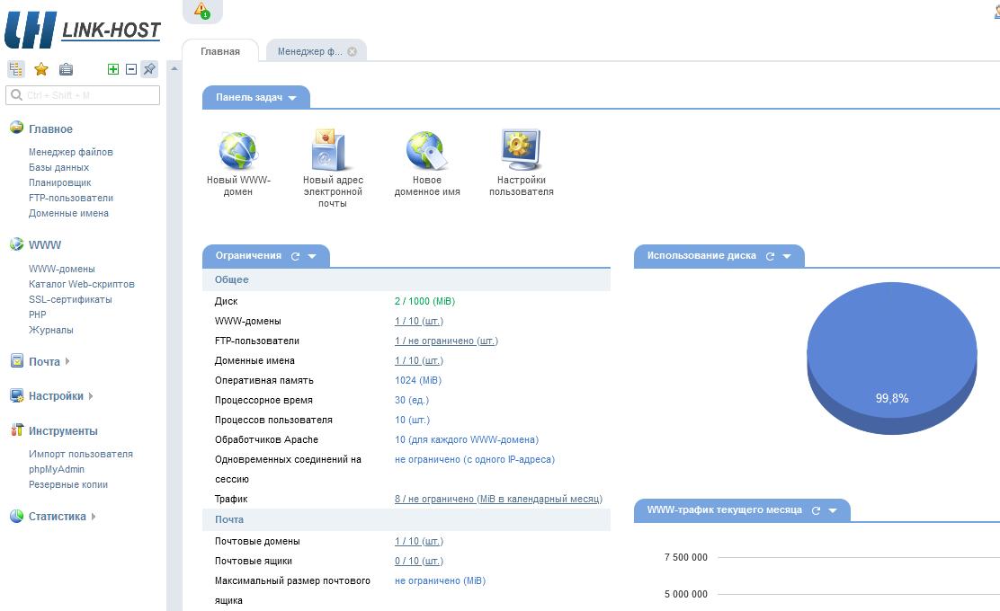 LINK-HOST
1
Главная
Менеджер ф...
Ctrl + Shift + M
Главное
Менеджер файлов
Базы данных
Планировщик
FTP-пользователи
Доменные имена
WWW
WWW-домены
Каталог Web-скриптов
SSL-сертификаты
PHP
Журналы
Почта
Настройки
Инструменты
Импорт пользователя
phpMyAdmin
Резервные копии
Статистика
Панель задач
Новый WWW-
домен
Новый адрес
электронной
почты
Новое
доменное имя
Настройки
пользователя
Ограничения
Общее
Диск 2 / 1000 (MiB)
WWW-домены 1 / 10 (шт.)
FTP-пользователи 1 / не ограничено (шт.)
Доменные имена 1 / 10 (шт.)
Оперативная память 1024 (MiB)
Процессорное время 30 (ед.)
Процессов пользователя 10 (шт.)
Обработчиков Apache 10 (для каждого WWW-домена)
Одновременных соединений на не ограничено (с одного IP-адреса)
сессию
Трафик 8 / не ограничено (MiB в календарный месяц)
Почта
Почтовые домены 1 / 10 (шт.)
Почтовые ящики 0 / 10 (шт.)
Максимальный размер почтового не ограничено (MiB)
ящика
Использование диска
99,8%
WWW-трафик текущего месяца
7 500 000
5 000 000